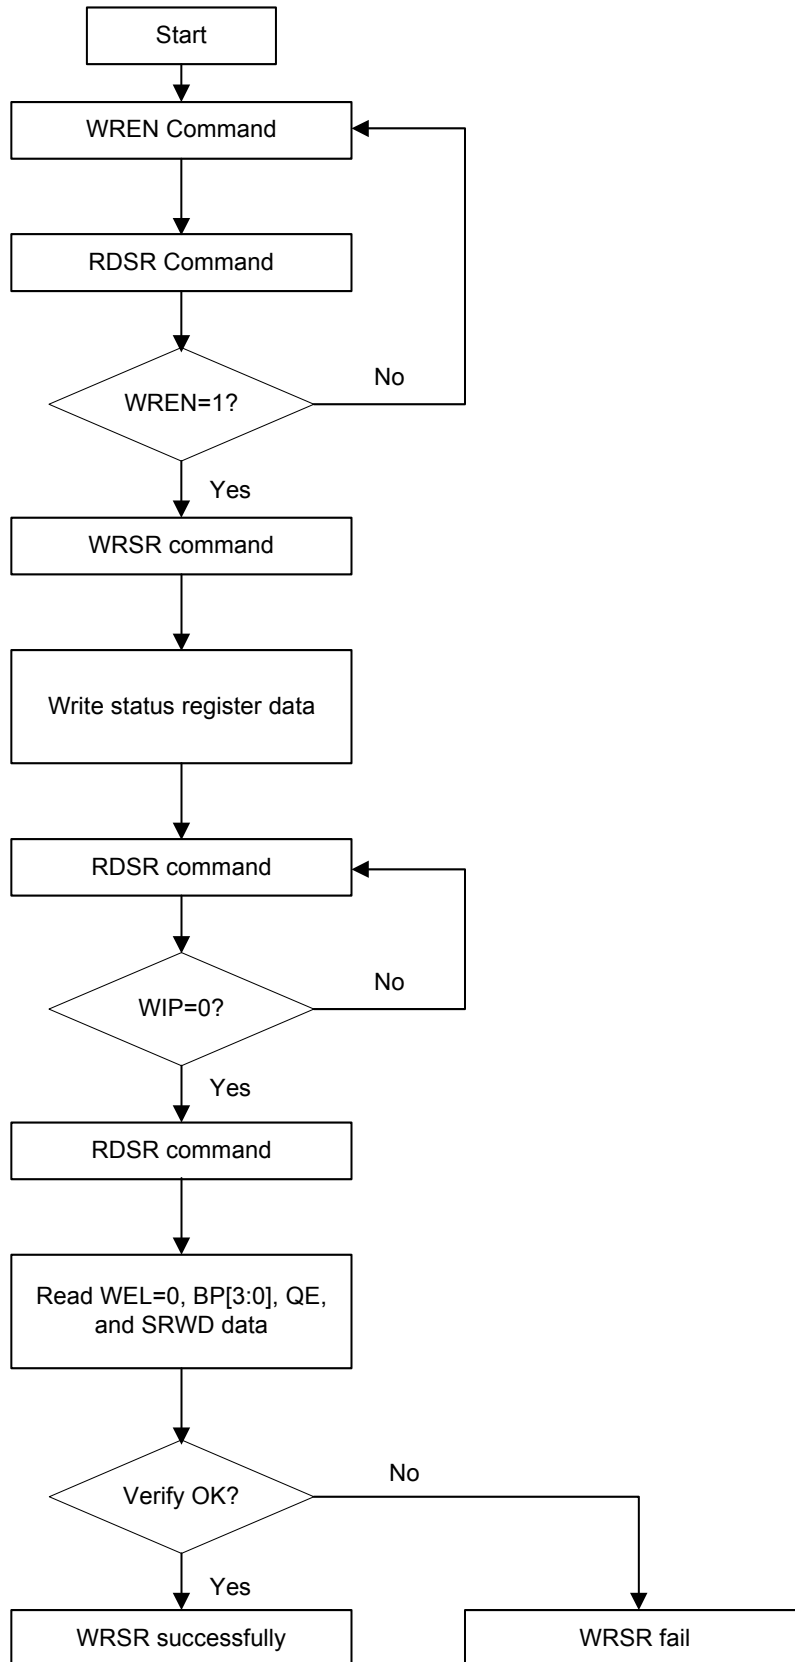 Start
WREN Command
RDSR Command
WREN=1?
No
Yes
WRSR command
Write status register data
RDSR command
WIP=0?
No
Yes
RDSR command
Read WEL=0, BP[3:0], QE,
and SRWD data
Verify OK?
No
Yes
WRSR successfully
WRSR fail